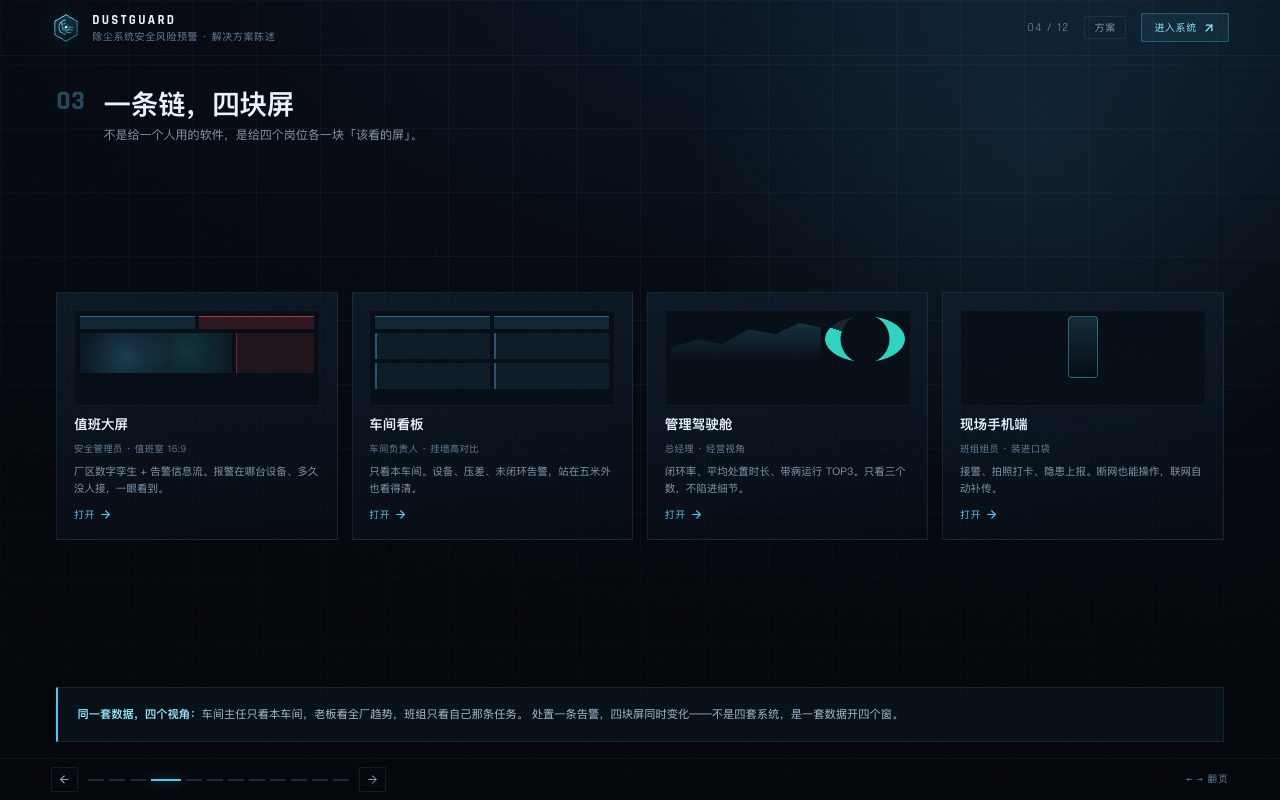 DUSTGUARD
除尘系统安全风险预警 · 解决方案陈述
04 / 12
方案
进入系统
03
一条链，四块屏
不是给一个人用的软件，是给四个岗位各一块「该看的屏」。
值班大屏
安全管理员 · 值班室 16:9
厂区数字孪生 + 告警信息流。报警在哪台设备、多久
没人接，一眼看到。
打开 →
车间看板
车间负责人 · 挂墙高对比
只看本车间。设备、压差、未闭环告警，站在五米外
也看得清。
打开 →
管理驾驶舱
总经理 · 经营视角
闭环率、平均处置时长、带病运行 TOP3。只看三个
数，不陷进细节。
打开 →
现场手机端
班组组员 · 装进口袋
接警、拍照打卡、隐患上报。断网也能操作，联网自
动补传。
打开 →
同一套数据，四个视角：车间主任只看本车间，老板看全厂趋势，班组只看自己那条任务。 处置一条告警，四块屏同时变化——不是四套系统，是一套数据开四个窗。
← → 翻页